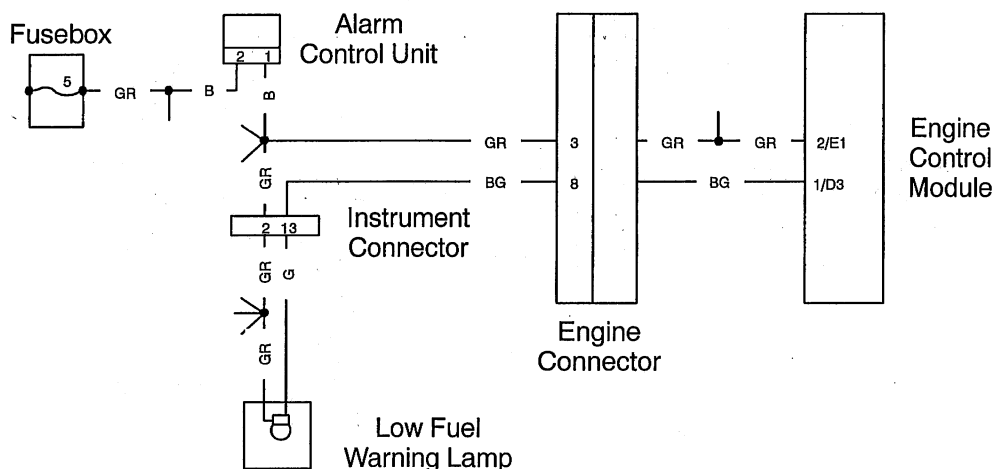 Fusebox
5
GR
B
Alarm
Control Unit
2 1
B
GR
3
GR
GR
2/E1
Engine
Control
Module
GR
BG
8
BG
1/D3
2 13
Instrument
Connector
GR
G
GR
Engine
Connector
Low Fuel
Warning Lamp